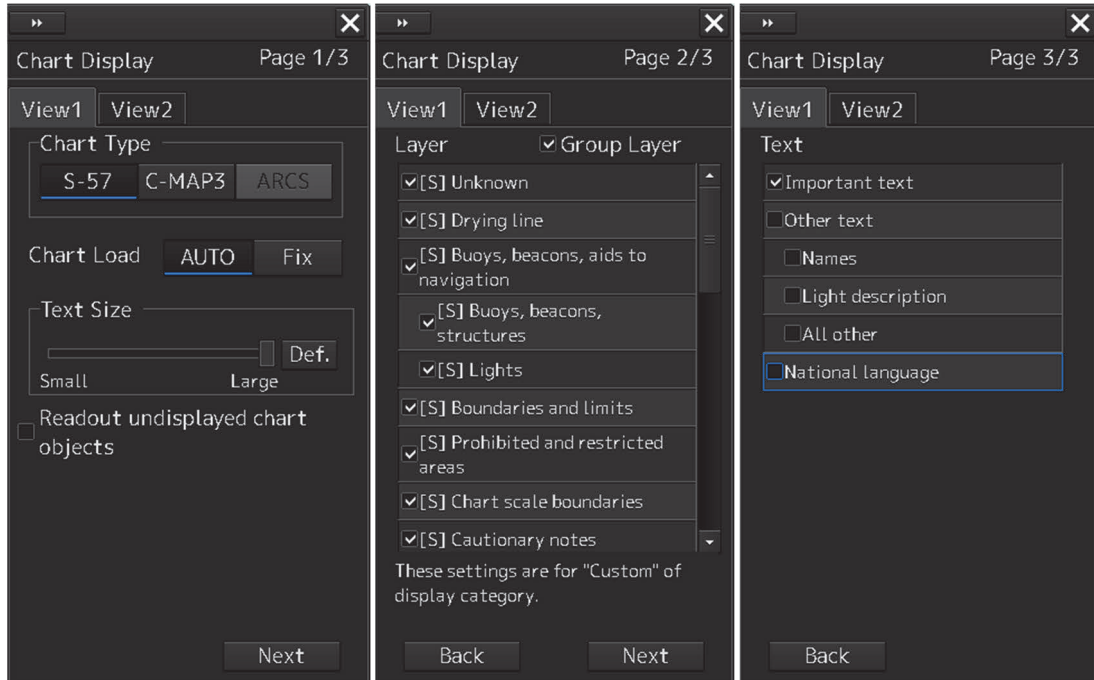 Chart Display Page 1/3
View1 View2
Chart Type
S-57 C-MAP3 ARCS
Chart Load AUTO Fix
Text Size
Def.
Small Large
Readout undisplayed chart
objects
Next
Chart Display Page 2/3
View1 View2
Layer Group Layer
[S] Unknown
[S] Drying line
[S] Buoys, beacons, aids to
navigation
[S] Buoys, beacons,
structures
[S] Lights
[S] Boundaries and limits
[S] Prohibited and restricted
areas
[S] Chart scale boundaries
[S] Cautionary notes
These settings are for "Custom" of
display category.
Back Next
Chart Display Page 3/3
View1 View2
Text
Important text
Other text
Names
Light description
All other
National language
Back